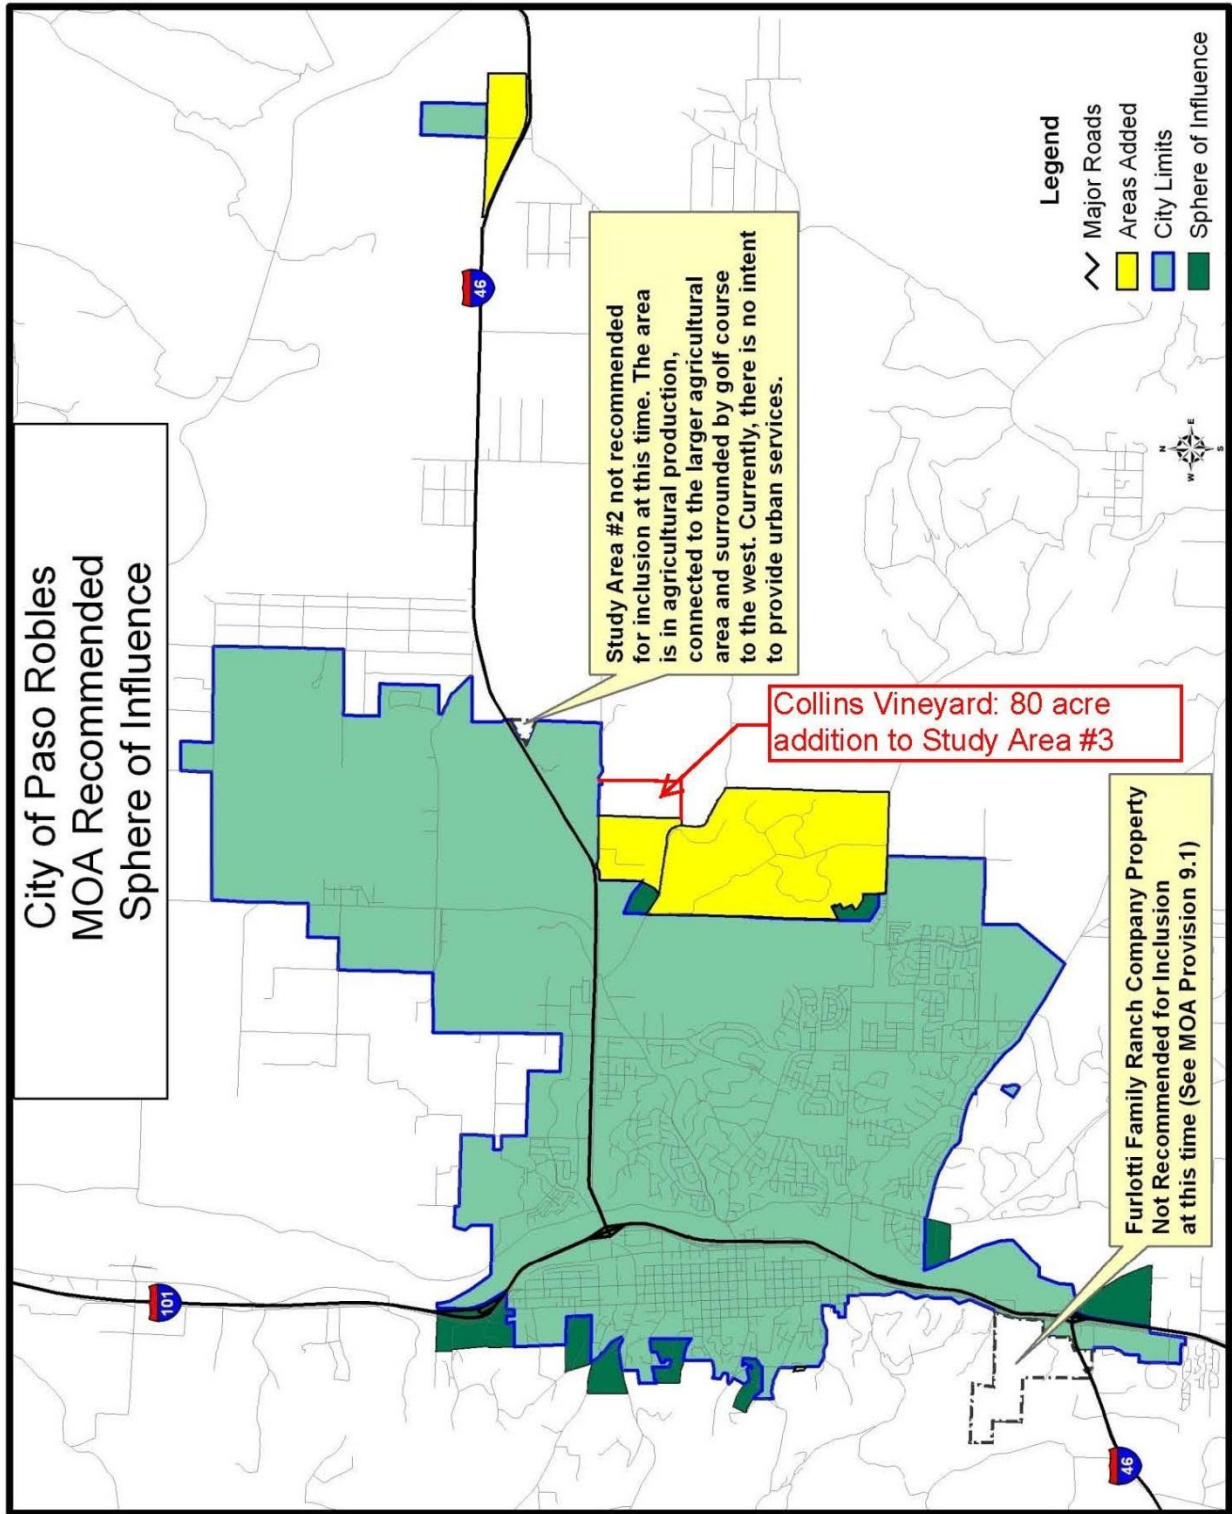 City of Paso Robles
MOA Recommended
Sphere of Influence
46
Study Area #2 not recommended
for inclusion at this time. The area
is in agricultural production,
connected to the larger agricultural
area and surrounded by golf course
to the west. Currently, there is no intent
to provide urban services.
Collins Vineyard: 80 acre
addition to Study Area #3
Furlotti Family Ranch Company Property
Not Recommended for Inclusion
at this time (See MOA Provision 9.1)
101
46
Legend
Major Roads
Areas Added
City Limits
Sphere of Influence
N
W E
S